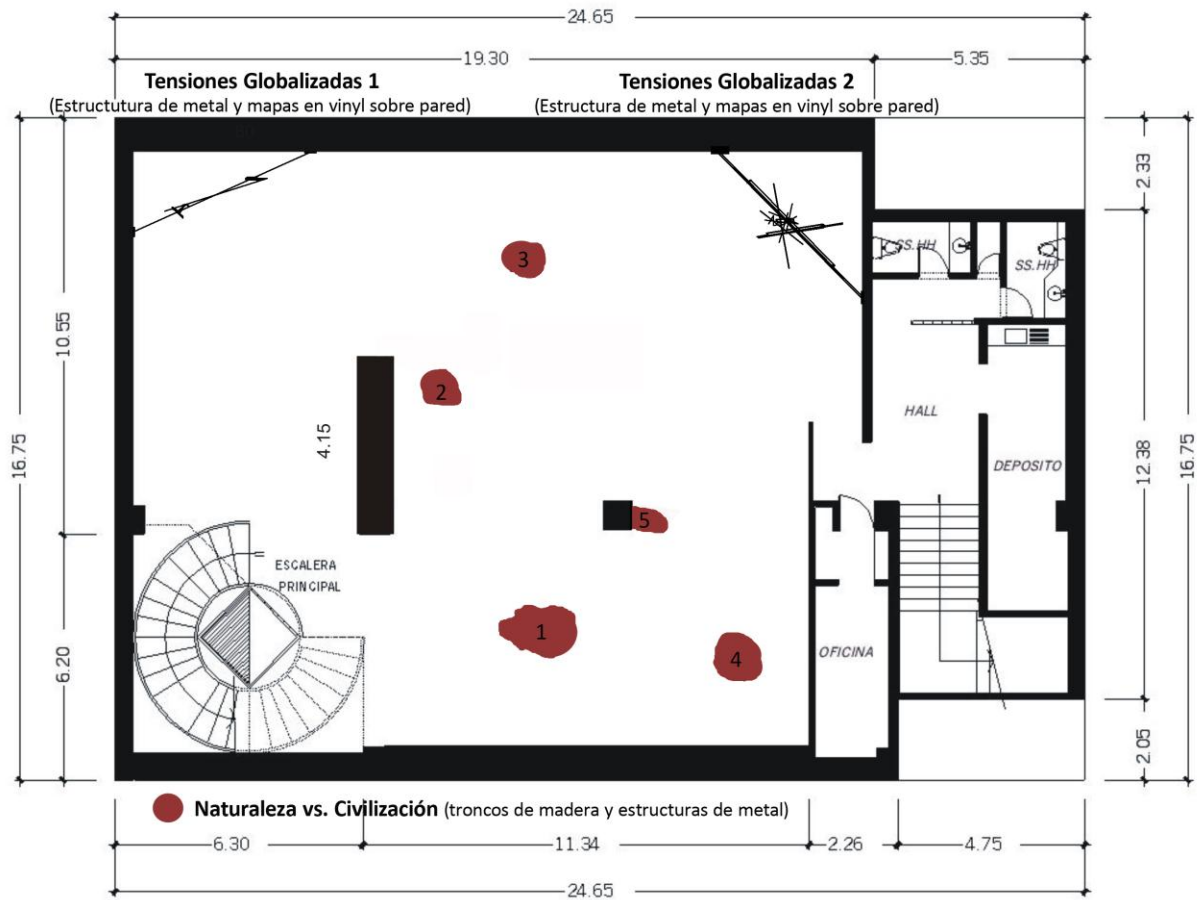 24.65
19.30
5.35
Tensiones Globalizadas 1
(Estructutura de metal y mapas en vinyl sobre pared)
Tensiones Globalizadas 2
(Estructura de metal y mapas en vinyl sobre pared)
2.33
SS.HH
SS.HH
3
10.55
2
HALL
4.15
16.75
12.38
16.75
DEPOSITO
5
ESCALERA
PRINCIPAL
1
OFICINA
4
6.20
2.05
Naturaleza vs. Civilización (troncos de madera y estructuras de metal)
6.30
11.34
2.26
4.75
24.65